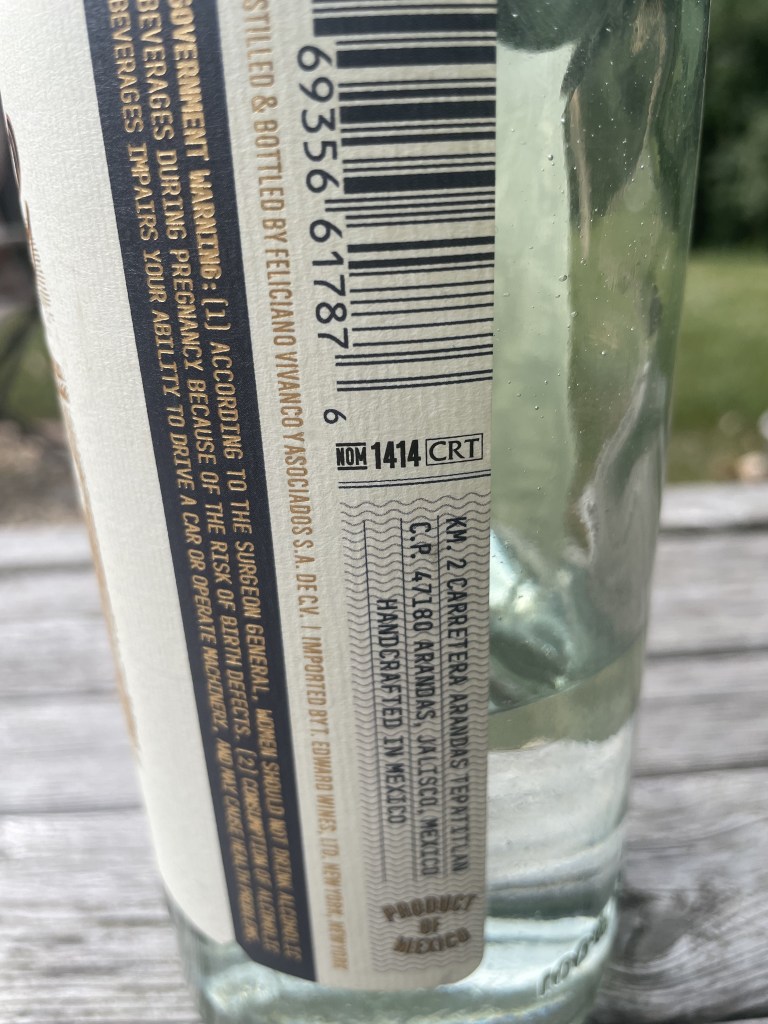 GOVERNMENT WARNING: (1) ACCORDING TO THE SURGEON GENERAL, WOMEN SHOULD NOT DRINK ALCOHOLIC
BEVERAGES DURING PREGNANCY BECAUSE OF THE RISK OF BIRTH DEFECTS. (2) CONSUMPTION OF ALCOHOLIC
BEVERAGES IMPAIRS YOUR ABILITY TO DRIVE A CAR OR OPERATE MACHINERY, AND MAY CAUSE HEALTH PROBLEMS.
STILLED & BOTTLED BY FELICIANO VIVANCO Y ASOCIADOS S.A. DE C.V. | IMPORTED BY T. EDWARD WINES, LTD. NEW YORK, NEW YORK
69356 61787 6
NOM 1414 CRT
KM. 2 CARRETERA ARANDAS TEPATITLAN
C.P. 47180 ARANDAS, JALISCO, MEXICO
HANDCRAFTED IN MEXICO
PRODUCT
OF
MEXICO